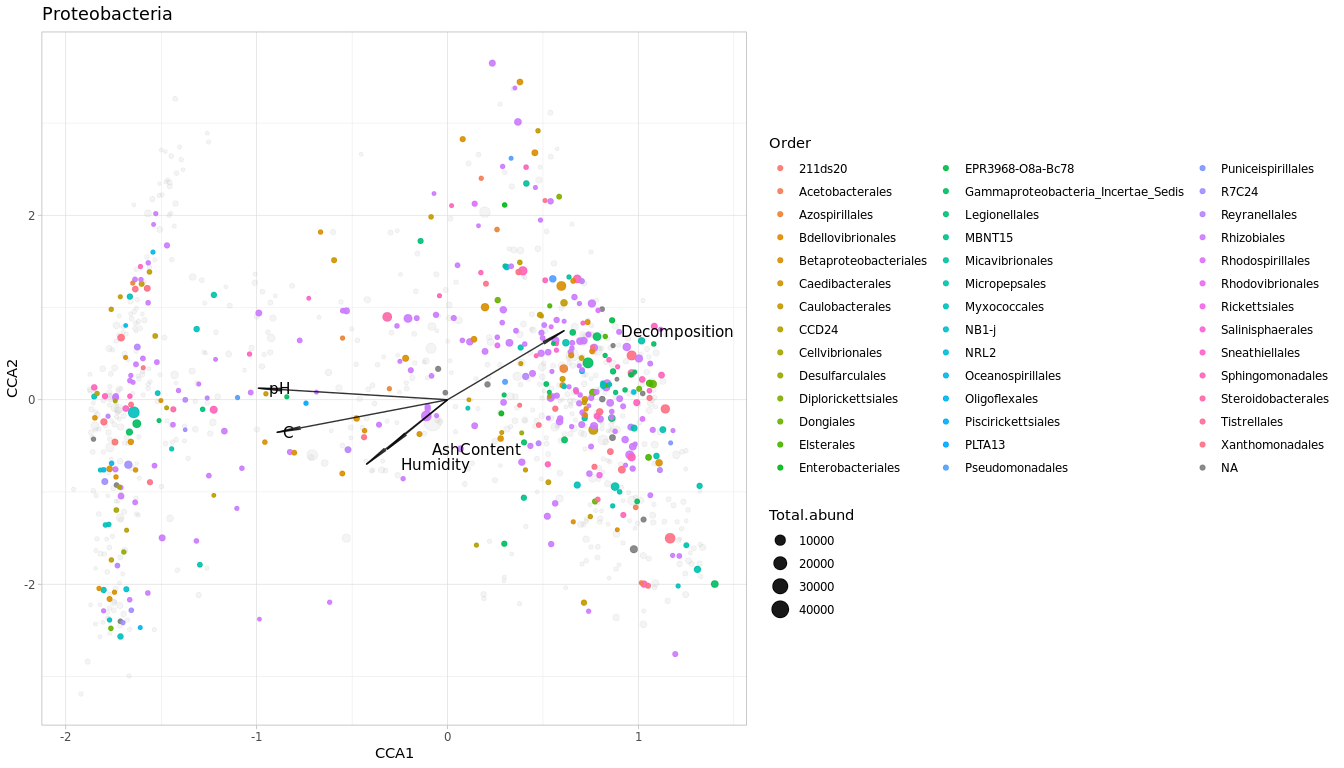 Proteobacteria
CCA2
2
0
-2
Decomposition
pH
C
AshContent
Humidity
-2
-1
0
1
CCA1
Order
211ds20
Acetobacterales
Azospirillales
Bdellovibrionales
Betaproteobacteriales
Caedibacterales
Caulobacterales
CCD24
Cellvibrionales
Desulfarculales
Diplorickettsiales
Dongiales
Elsterales
Enterobacteriales
EPR3968-O8a-Bc78
Gammaproteobacteria_Incertae_Sedis
Legionellales
MBNT15
Micavibrionales
Micropepsales
Myxococcales
NB1-j
NRL2
Oceanospirillales
Oligoflexales
Piscirickettsiales
PLTA13
Pseudomonadales
Puniceispirillales
R7C24
Reyranellales
Rhizobiales
Rhodospirillales
Rhodovibrionales
Rickettsiales
Salinisphaerales
Sneathiellales
Sphingomonadales
Steroidobacterales
Tistrellales
Xanthomonadales
NA
Total.abund
10000
20000
30000
40000